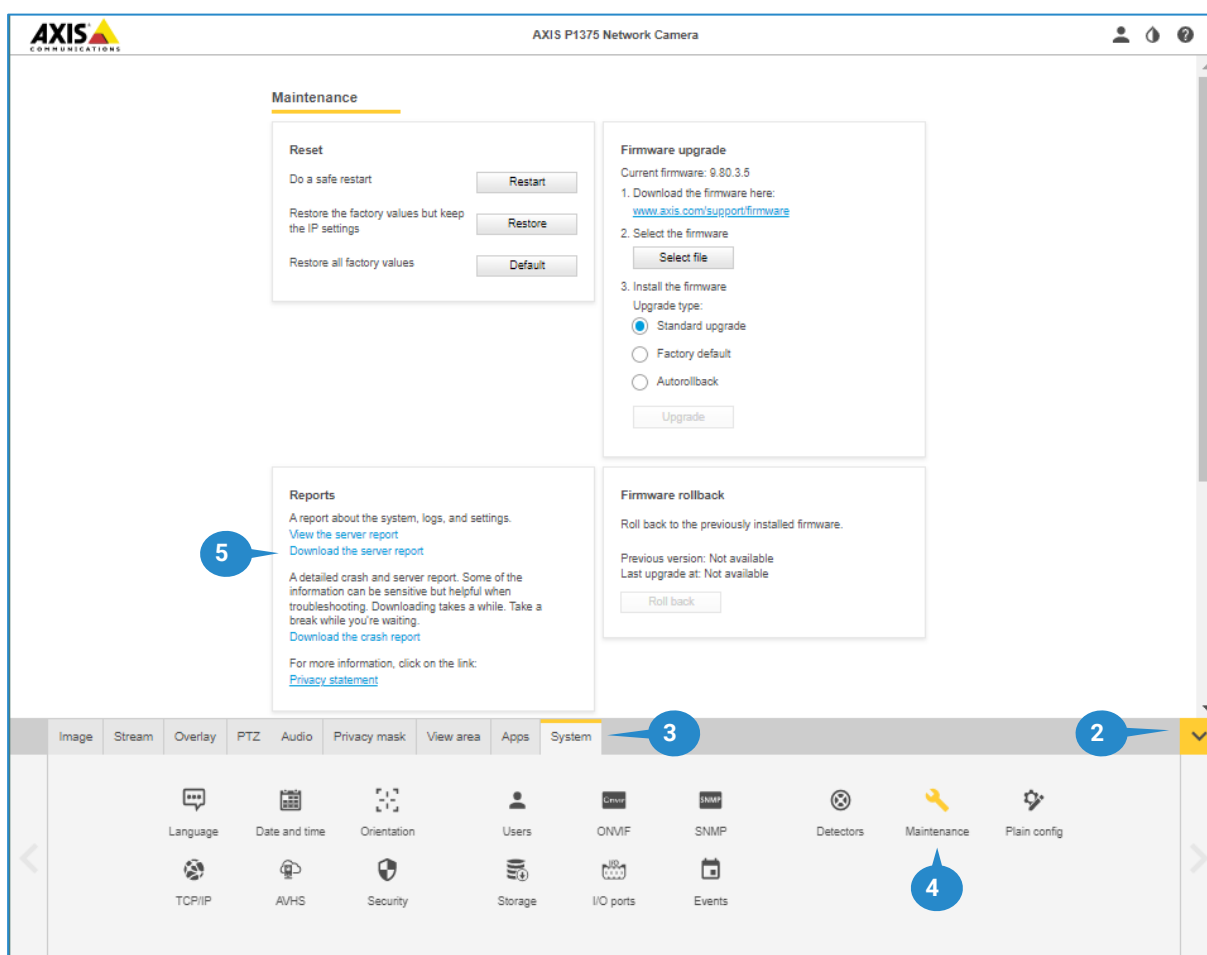 AXIS
COMMUNICATIONS
AXIS P1375 Network Camera
Maintenance
Reset
Do a safe restart
Restart
Restore the factory values but keep
the IP settings
Restore
Restore all factory values
Default
Firmware upgrade
Current firmware: 9.80.3.5
1. Download the firmware here:
www.axis.com/support/firmware
2. Select the firmware
Select file
3. Install the firmware
Upgrade type:
Standard upgrade
Factory default
Autorollback
Upgrade
Reports
A report about the system, logs, and settings.
View the server report
Download the server report
5
A detailed crash and server report. Some of the
information can be sensitive but helpful when
troubleshooting. Downloading takes a while. Take a
break while you're waiting.
Download the crash report
For more information, click on the link:
Privacy statement
Firmware rollback
Roll back to the previously installed firmware.
Previous version: Not available
Last upgrade at: Not available
Roll back
Image Stream Overlay PTZ Audio Privacy mask View area Apps System
3
2
SNMP
Language Date and time Orientation Users ONVIF SNMP Detectors Maintenance Plain config
I/O
4
TCP/IP AVHS Security Storage I/O ports Events